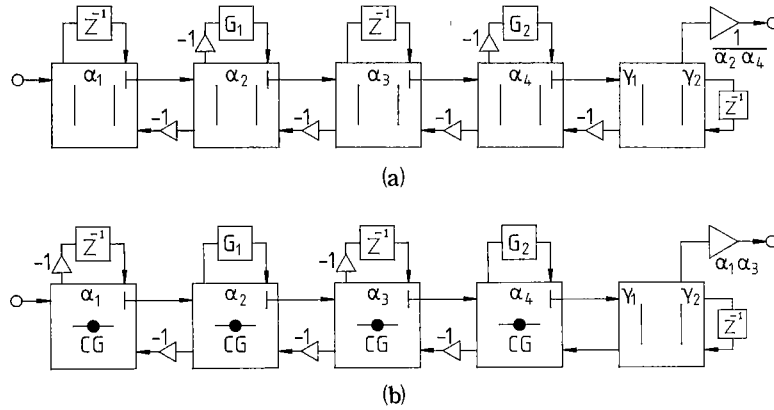 -1 Z⁻¹ -1 G₁ Z⁻¹ -1 G₂
α₁ α₂ α₃ α₄ γ₁ γ₂ 1/α₂ α₄
-1 -1 -1 -1 Z⁻¹
(a)
-1 Z⁻¹ G₁ -1 Z⁻¹ G₂
α₁ α₂ α₃ α₄ γ₁ γ₂ α₁ α₃
CG CG CG CG Z⁻¹
-1 -1 -1
(b)